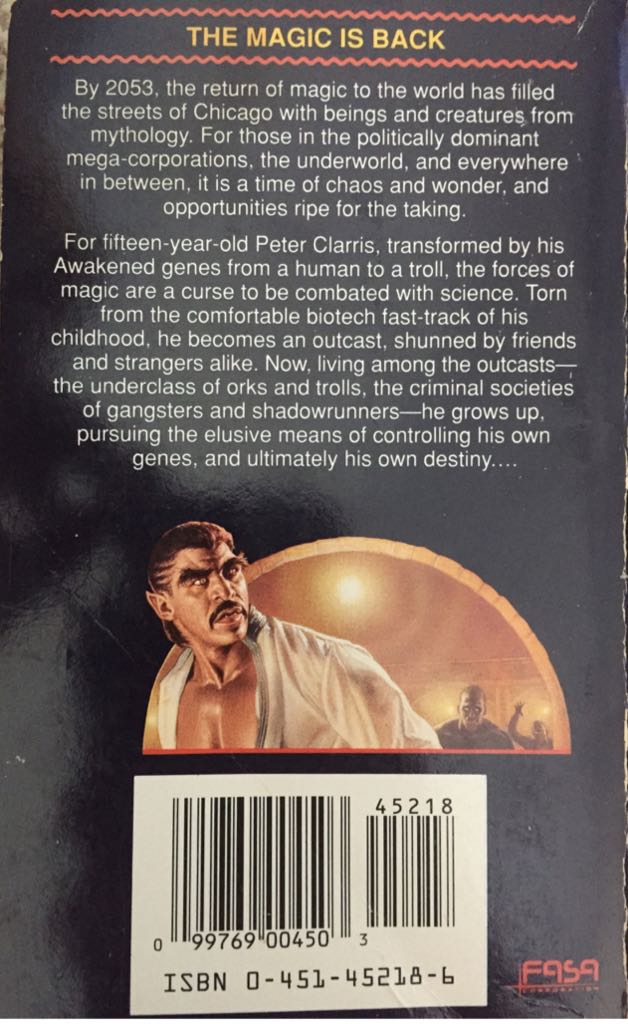 THE MAGIC IS BACK
By 2053, the return of magic to the world has filled
the streets of Chicago with beings and creatures from
mythology. For those in the politically dominant
mega-corporations, the underworld, and everywhere
in between, it is a time of chaos and wonder, and
opportunities ripe for the taking.
For fifteen-year-old Peter Clarris, transformed by his
Awakened genes from a human to a troll, the forces of
magic are a curse to be combated with science. Torn
from the comfortable biotech fast-track of his
childhood, he becomes an outcast, shunned by friends
and strangers alike. Now, living among the outcasts—
the underclass of orks and trolls, the criminal societies
of gangsters and shadowrunners—he grows up,
pursuing the elusive means of controlling his own
genes, and ultimately his own destiny....
45218
0 99769 00450 3
ISBN 0-451-45218-6
FASA
CORPORATION